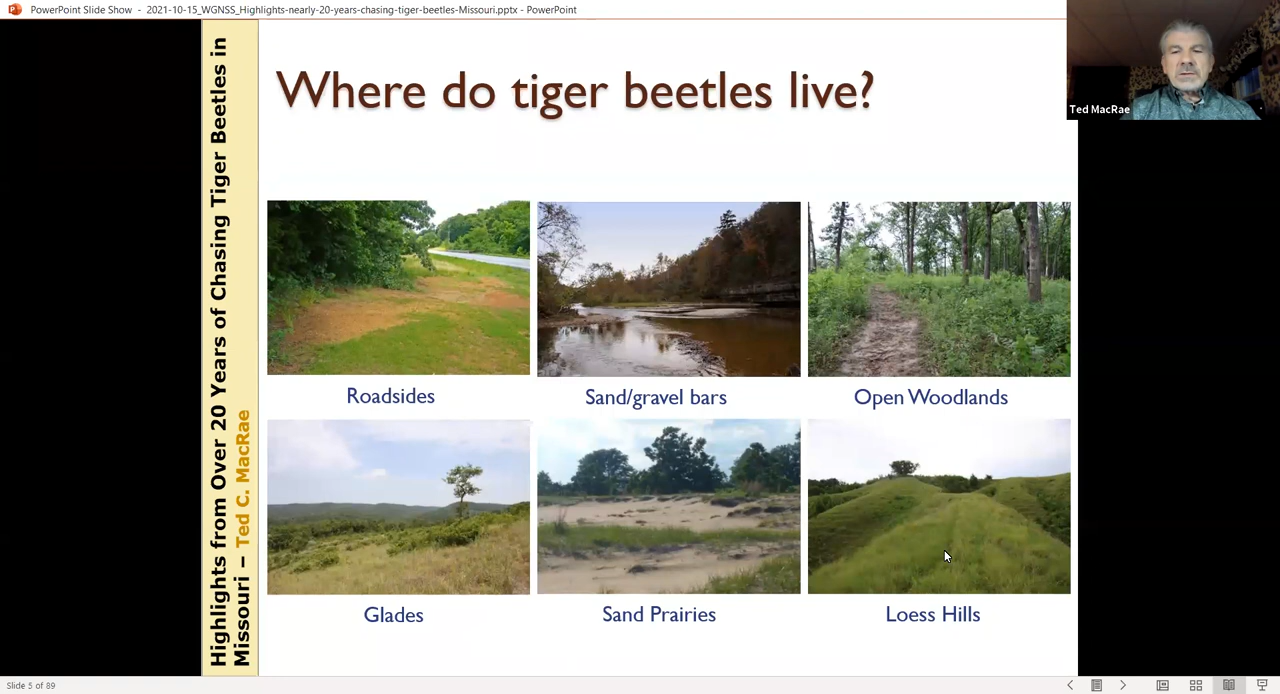 PowerPoint Slide Show - 2021-10-15_WGNSS_Highlights-nearly-20-years-chasing-tiger-beetles-Missouri.pptx - PowerPoint
Ted MacRae
Highlights from Over 20 Years of Chasing Tiger Beetles in
Missouri – Ted C. MacRae
Where do tiger beetles live?
Roadsides
Sand/gravel bars
Open Woodlands
Glades
Sand Prairies
Loess Hills
Slide 5 of 89